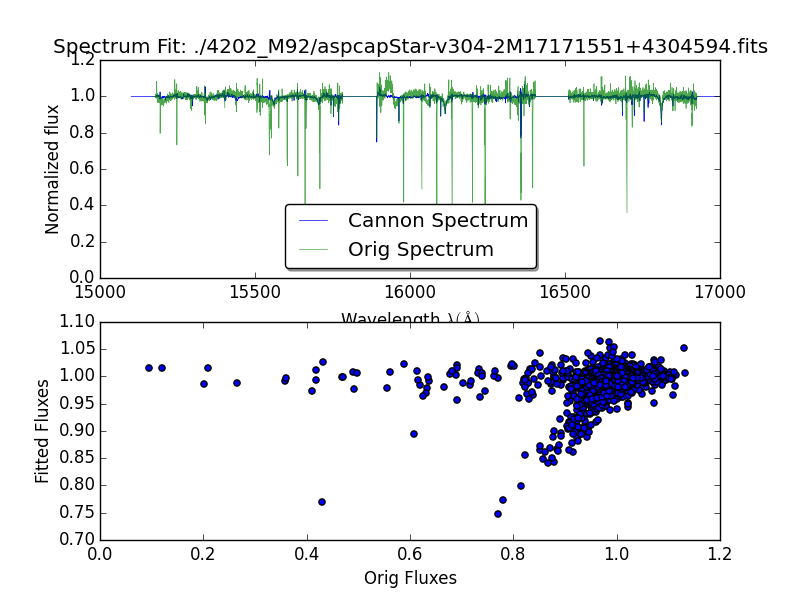 Spectrum Fit: ./4202_M92/aspcapStar-v304-2M17171551+4304594.fits
1.2
1.0
0.8
0.6
0.4
0.2
0.0
Normalized flux
Cannon Spectrum
Orig Spectrum
15000 15500 16000 16500 17000
Wavelength λ(Å)
1.10
1.05
1.00
0.95
0.90
0.85
0.80
0.75
0.70
Fitted Fluxes
0.0 0.2 0.4 0.6 0.8 1.0 1.2
Orig Fluxes